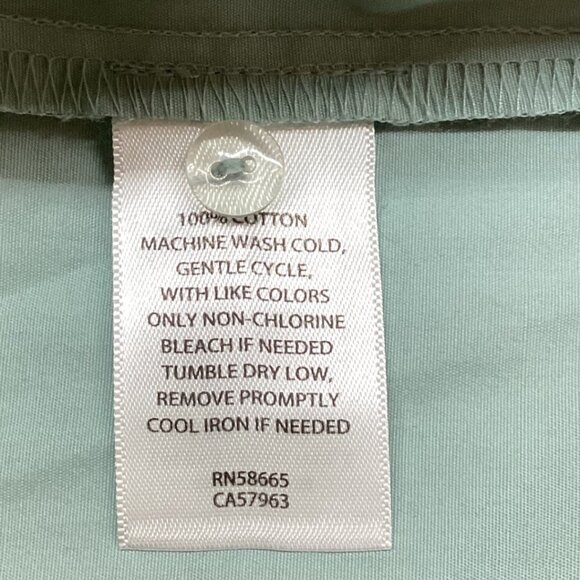 100% COTTON
MACHINE WASH COLD,
GENTLE CYCLE,
WITH LIKE COLORS
ONLY NON-CHLORINE
BLEACH IF NEEDED
TUMBLE DRY LOW,
REMOVE PROMPTLY
COOL IRON IF NEEDED
RN58665
CA57963